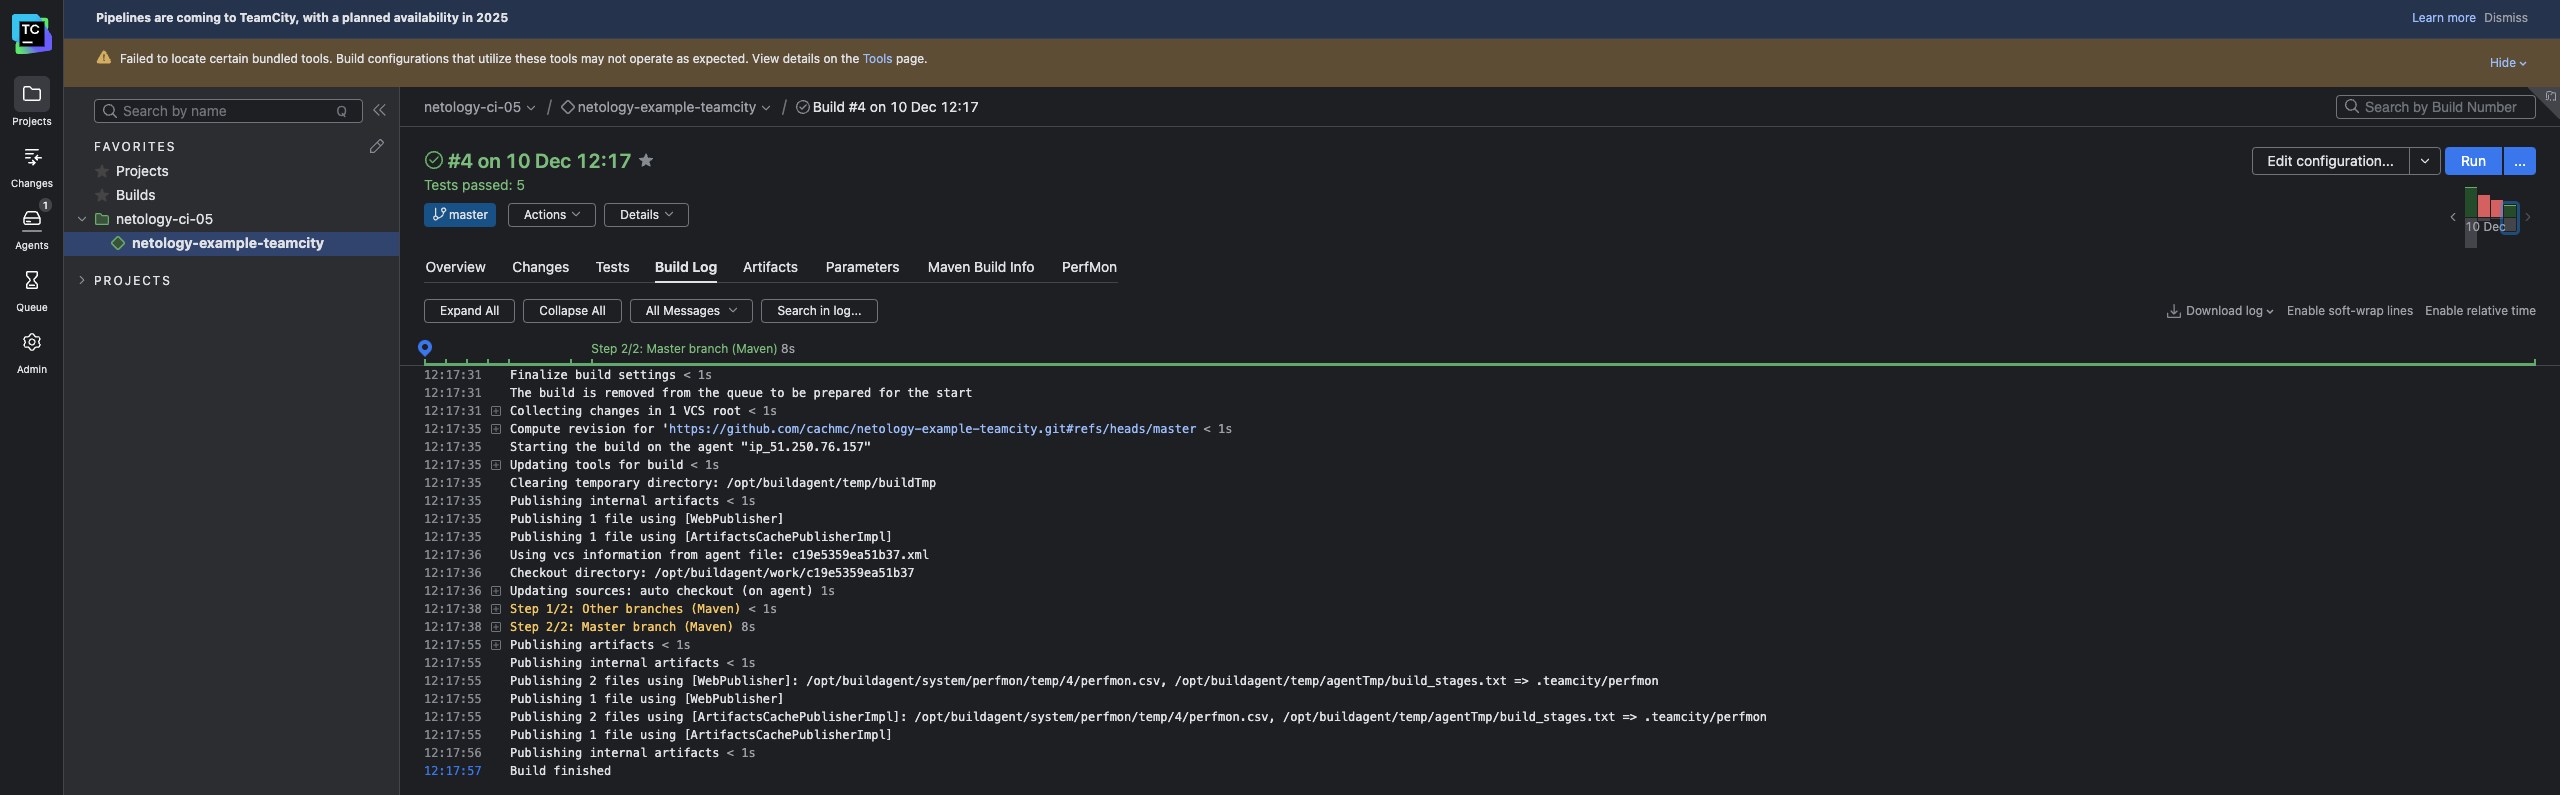 Pipelines are coming to TeamCity, with a planned availability in 2025
Learn more Dismiss
TC
Failed to locate certain bundled tools. Build configurations that utilize these tools may not operate as expected. View details on the Tools page.
Hide
Projects
Changes
1
Agents
Queue
Admin
Search by name Q
FAVORITES
Projects
Builds
netology-ci-05
netology-example-teamcity
PROJECTS
netology-ci-05 / netology-example-teamcity / Build #4 on 10 Dec 12:17
Search by Build Number
#4 on 10 Dec 12:17
Edit configuration... Run ...
Tests passed: 5
master Actions Details
10 Dec
Overview Changes Tests Build Log Artifacts Parameters Maven Build Info PerfMon
Expand All Collapse All All Messages Search in log...
Download log Enable soft-wrap lines Enable relative time
Step 2/2: Master branch (Maven) 8s
12:17:31 Finalize build settings < 1s
12:17:31 The build is removed from the queue to be prepared for the start
12:17:31 Collecting changes in 1 VCS root < 1s
12:17:35 Compute revision for 'https://github.com/cachmc/netology-example-teamcity.git#refs/heads/master < 1s
12:17:35 Starting the build on the agent "ip_51.250.76.157"
12:17:35 Updating tools for build < 1s
12:17:35 Clearing temporary directory: /opt/buildagent/temp/buildTmp
12:17:35 Publishing internal artifacts < 1s
12:17:35 Publishing 1 file using [WebPublisher]
12:17:35 Publishing 1 file using [ArtifactsCachePublisherImpl]
12:17:36 Using vcs information from agent file: c19e5359ea51b37.xml
12:17:36 Checkout directory: /opt/buildagent/work/c19e5359ea51b37
12:17:36 Updating sources: auto checkout (on agent) 1s
12:17:38 Step 1/2: Other branches (Maven) < 1s
12:17:38 Step 2/2: Master branch (Maven) 8s
12:17:55 Publishing artifacts < 1s
12:17:55 Publishing internal artifacts < 1s
12:17:55 Publishing 2 files using [WebPublisher]: /opt/buildagent/system/perfmon/temp/4/perfmon.csv, /opt/buildagent/temp/agentTmp/build_stages.txt => .teamcity/perfmon
12:17:55 Publishing 1 file using [WebPublisher]
12:17:55 Publishing 2 files using [ArtifactsCachePublisherImpl]: /opt/buildagent/system/perfmon/temp/4/perfmon.csv, /opt/buildagent/temp/agentTmp/build_stages.txt => .teamcity/perfmon
12:17:55 Publishing 1 file using [ArtifactsCachePublisherImpl]
12:17:56 Publishing internal artifacts < 1s
12:17:57 Build finished